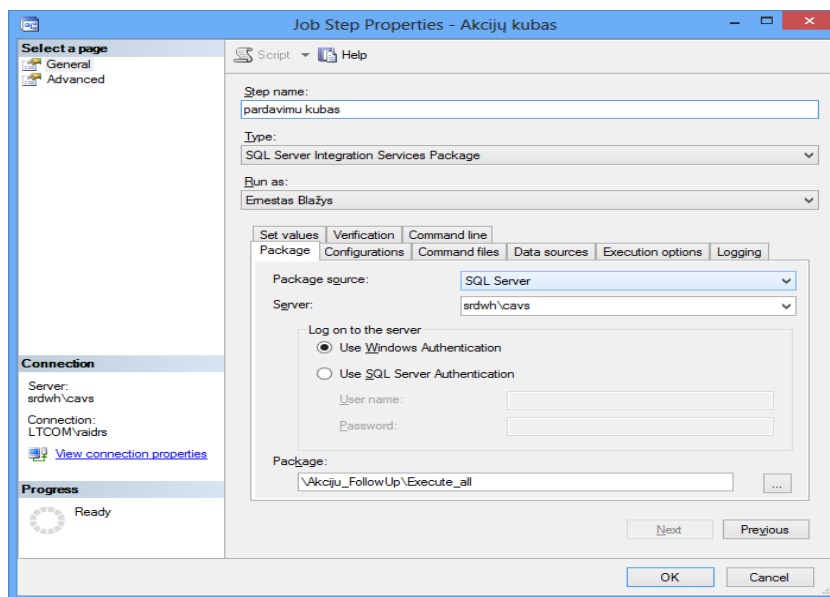 Job Step Properties - Akcijų kubas
Select a page
General
Advanced
Script
Help
Step name:
pardavimu kubas
Type:
SQL Server Integration Services Package
Run as:
Ernestas Blažys
Set values
Verification
Command line
Package
Configurations
Command files
Data sources
Execution options
Logging
Package source:
SQL Server
Server:
srdwh\cavs
Log on to the server
Use Windows Authentication
Use SQL Server Authentication
User name:
Password:
Package:
\Akciju_FollowUp\Execute_all
...
Connection
Server:
srdwh\cavs
Connection:
LTCOM\raidrs
View connection properties
Progress
Ready
Next
Previous
OK
Cancel